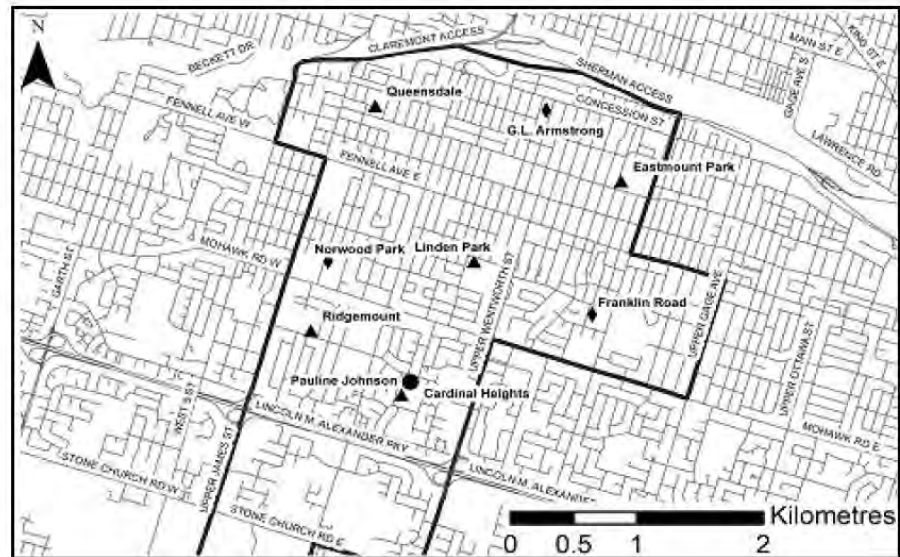 N
CLAREMONT ACCESS
BECKETT DR
SHERMAN ACCESS
MAIN ST E
KING ST E
GAGE AVE S
LAWRENCE RD
Queensdale
CONCESSION ST
G.L. Armstrong
FENNELL AVE W
FENNELL AVE E
Eastmount Park
MOHAWK RD W
GARTH ST
Norwood Park
Linden Park
UPPER WENTWORTH ST
Franklin Road
UPPER GAGE AVE
Ridgemount
UPPER OTTAWA ST
Pauline Johnson
Cardinal Heights
WEST 5 ST
LINCOLN M. ALEXANDER PKY
MOHAWK RD E
UPPER JAMES ST
STONE CHURCH RD W
LINCOLN M. ALEXANDER
STONE CHURCH RD E
Kilometres
0 0.5 1 2